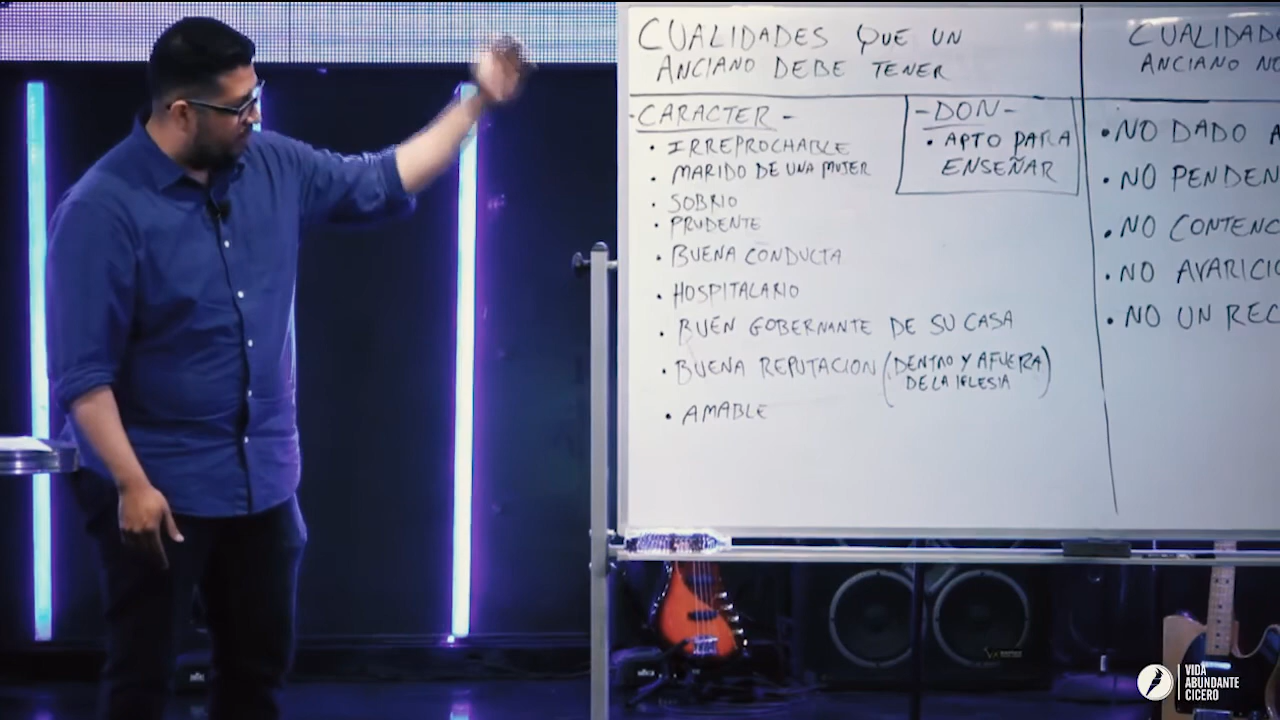 CUALIDADES QUE UN
ANCIANO DEBE TENER
-CARACTER-
• IRREPROCHABLE
• MARIDO DE UNA MUJER
• SOBRIO
• PRUDENTE
• BUENA CONDUCTA
• HOSPITALARIO
• BUEN GOBERNANTE DE SU CASA
• BUENA REPUTACION (DENTRO Y AFUERA
DE LA IGLESIA)
• AMABLE
-DON-
• APTO PARA
ENSEÑAR
CUALIDADE
ANCIANO NO
• NO DADO A
• NO PENDEN
• NO CONTENC
• NO AVARICIO
• NO UN REC
VIDA
ABUNDANTE
CICERO